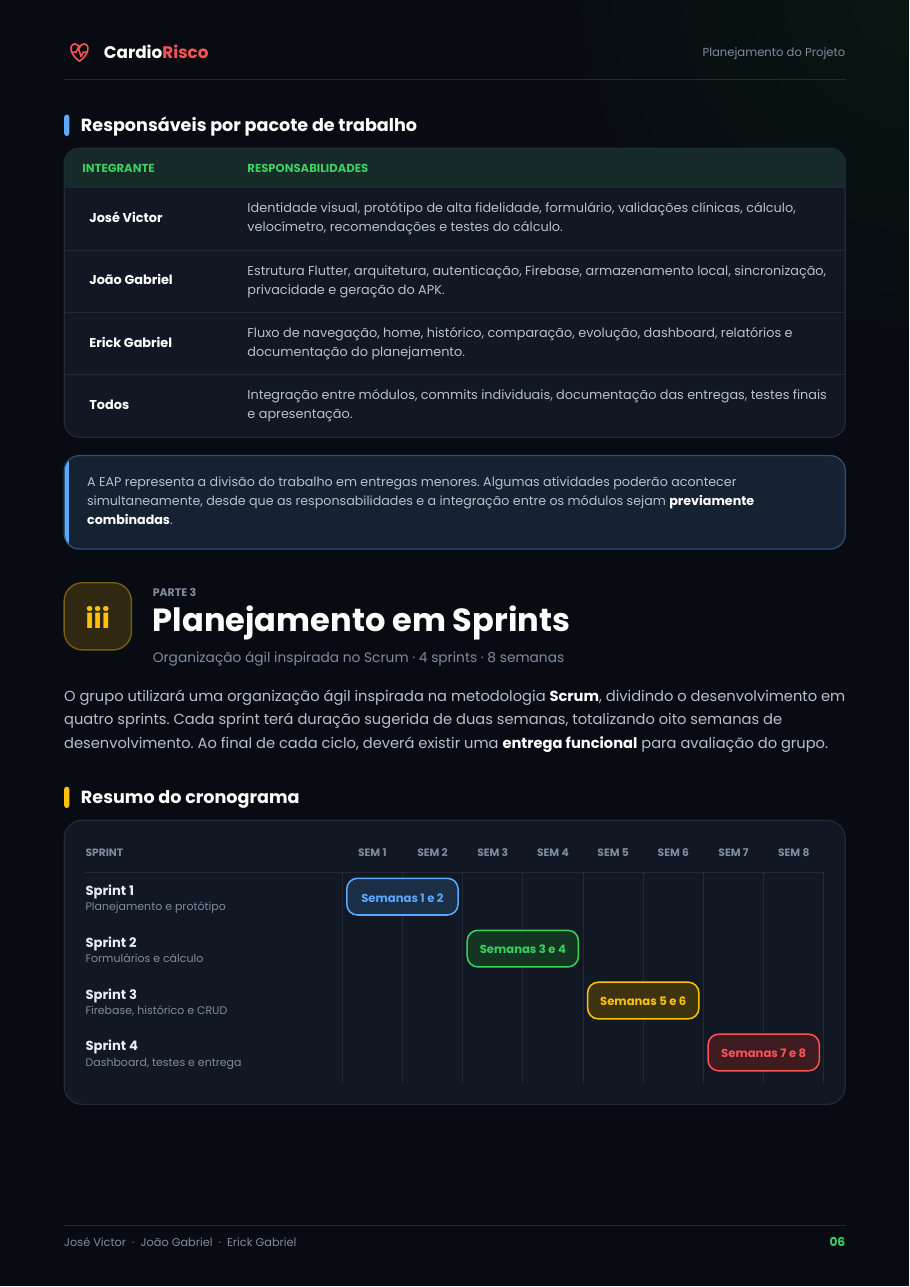 CardioRisco
Planejamento do Projeto
Responsáveis por pacote de trabalho
INTEGRANTE RESPONSABILIDADES
José Victor
Identidade visual, protótipo de alta fidelidade, formulário, validações clínicas, cálculo,
velocímetro, recomendações e testes do cálculo.
João Gabriel
Estrutura Flutter, arquitetura, autenticação, Firebase, armazenamento local, sincronização,
privacidade e geração do APK.
Erick Gabriel
Fluxo de navegação, home, histórico, comparação, evolução, dashboard, relatórios e
documentação do planejamento.
Todos
Integração entre módulos, commits individuais, documentação das entregas, testes finais
e apresentação.
A EAP representa a divisão do trabalho em entregas menores. Algumas atividades poderão acontecer
simultaneamente, desde que as responsabilidades e a integração entre os módulos sejam previamente
combinadas.
iii
PARTE 3
Planejamento em Sprints
Organização ágil inspirada no Scrum · 4 sprints · 8 semanas
O grupo utilizará uma organização ágil inspirada na metodologia Scrum, dividindo o desenvolvimento em
quatro sprints. Cada sprint terá duração sugerida de duas semanas, totalizando oito semanas de
desenvolvimento. Ao final de cada ciclo, deverá existir uma entrega funcional para avaliação do grupo.
Resumo do cronograma
SPRINT SEM 1 SEM 2 SEM 3 SEM 4 SEM 5 SEM 6 SEM 7 SEM 8
Sprint 1
Planejamento e protótipo
Semanas 1 e 2
Sprint 2
Formulários e cálculo
Semanas 3 e 4
Sprint 3
Firebase, histórico e CRUD
Semanas 5 e 6
Sprint 4
Dashboard, testes e entrega
Semanas 7 e 8
José Victor · João Gabriel · Erick Gabriel
06